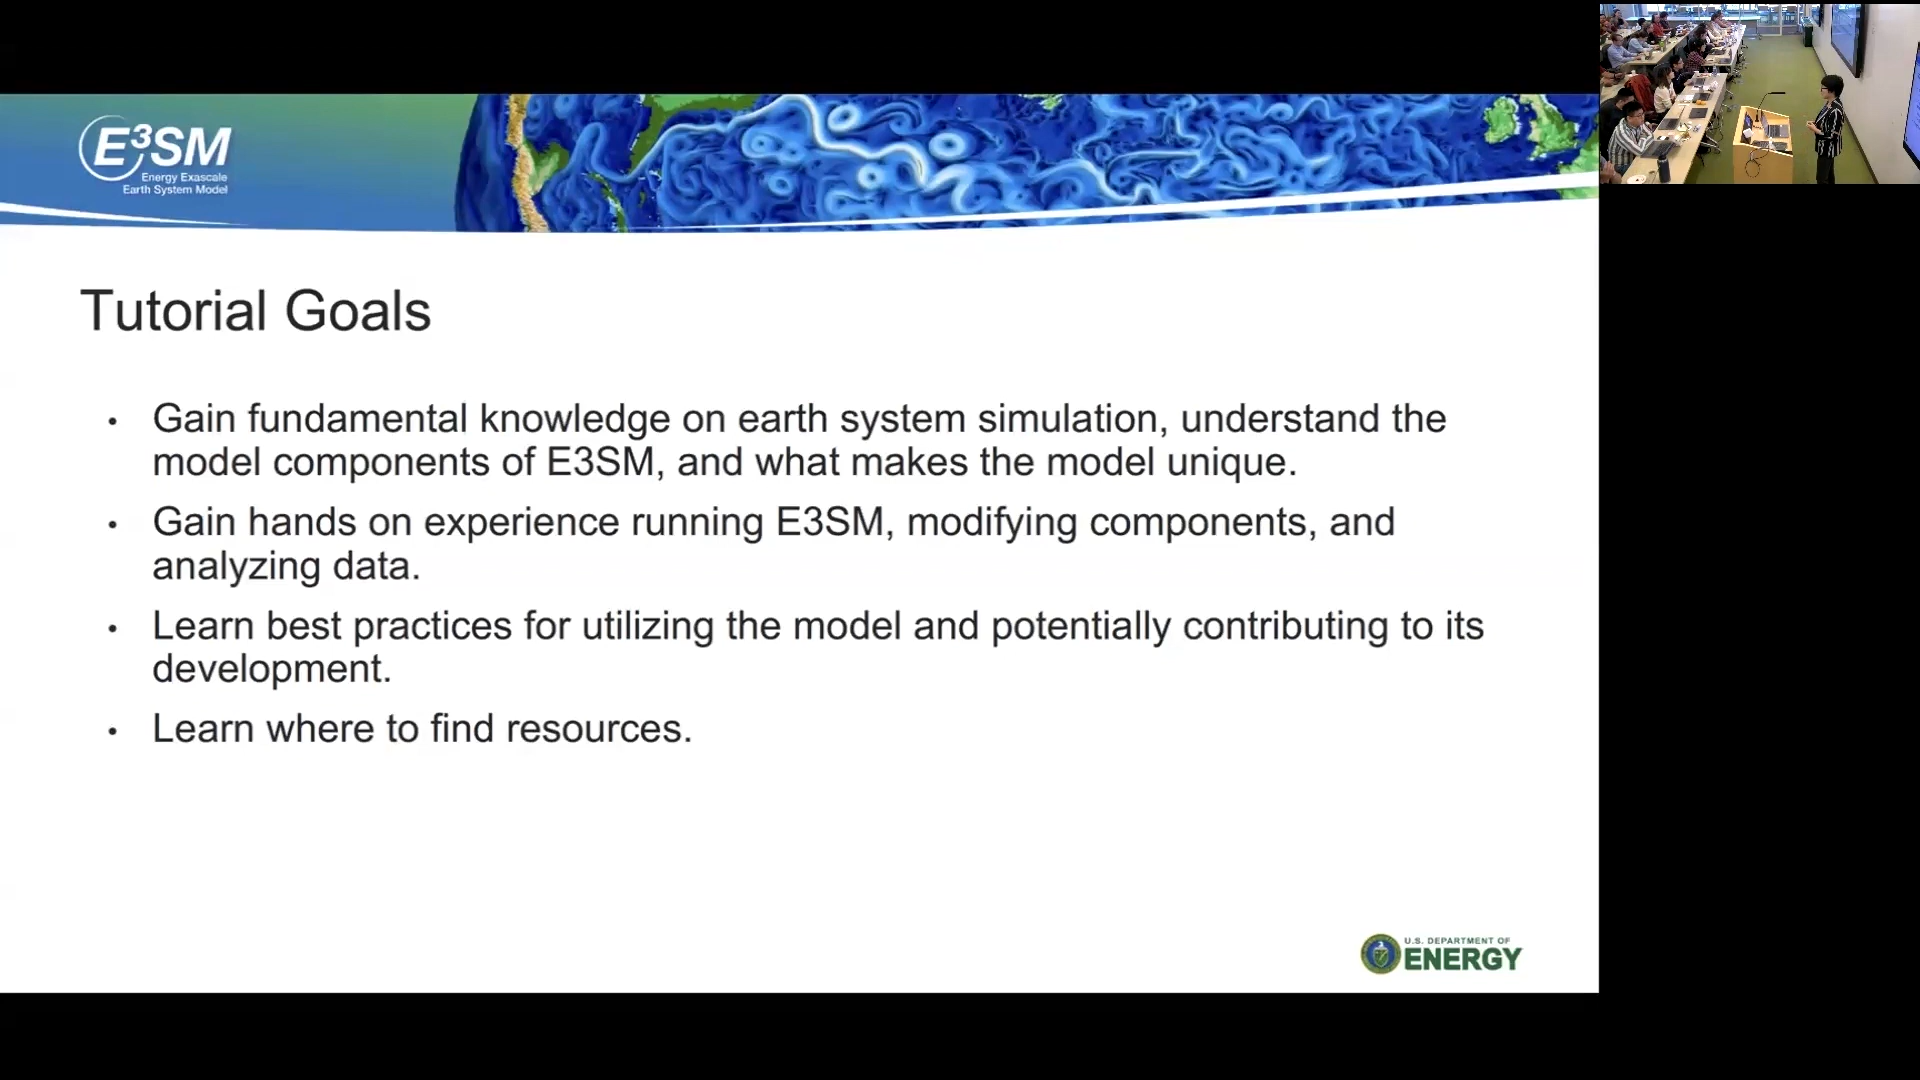 E³SM
Energy Exascale
Earth System Model
Tutorial Goals
• Gain fundamental knowledge on earth system simulation, understand the
model components of E3SM, and what makes the model unique.
• Gain hands on experience running E3SM, modifying components, and
analyzing data.
• Learn best practices for utilizing the model and potentially contributing to its
development.
• Learn where to find resources.
U.S. DEPARTMENT OF
ENERGY